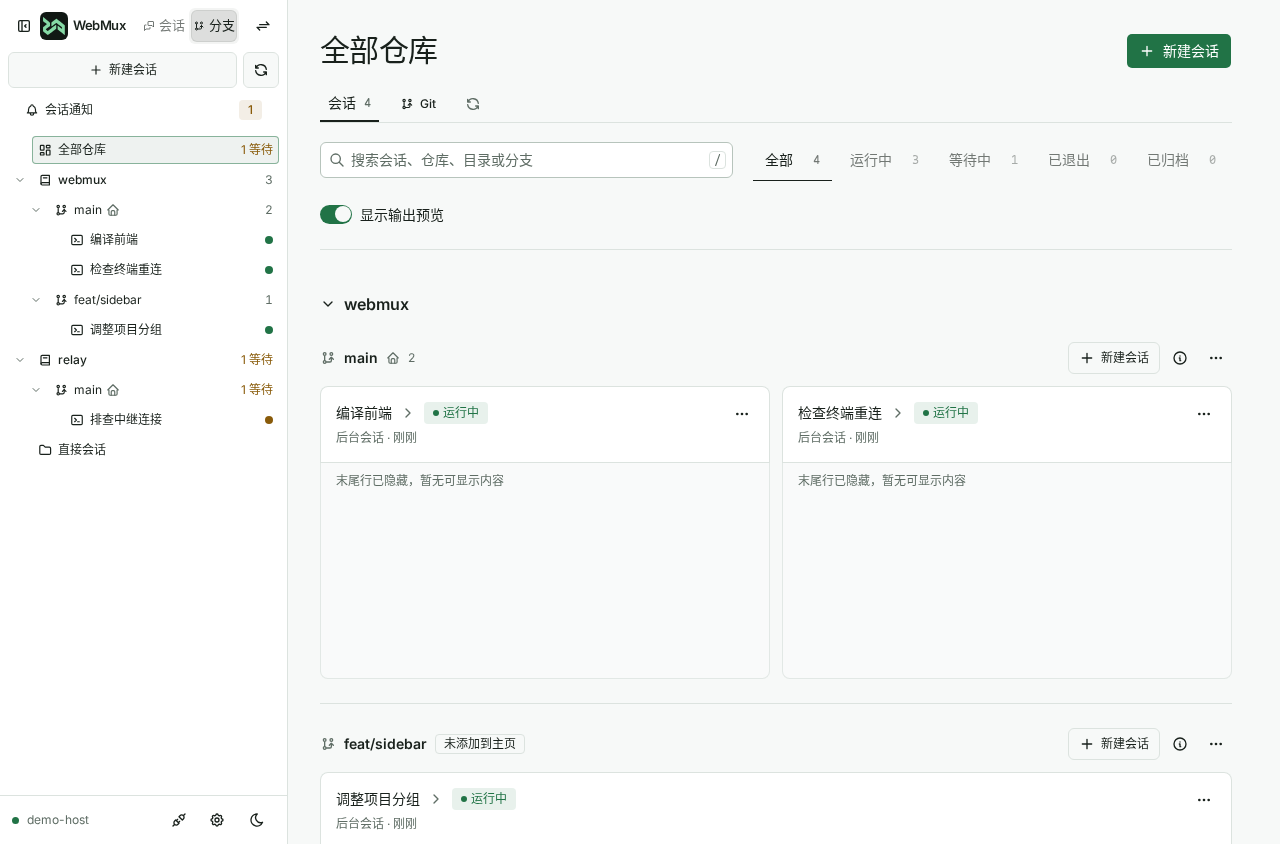 WebMux 会话 分支
新建会话
会话通知 1
全部仓库 1 等待
webmux 3
main 2
编译前端
检查终端重连
feat/sidebar 1
调整项目分组
relay 1 等待
main 1 等待
排查中继连接
直接会话
demo-host
全部仓库
新建会话
会话 4 Git
搜索会话、仓库、目录或分支 /
全部 4 运行中 3 等待中 1 已退出 0 已归档 0
显示输出预览
webmux
main 2
新建会话
编译前端 运行中
后台会话 · 刚刚
末尾行已隐藏，暂无可显示内容
检查终端重连 运行中
后台会话 · 刚刚
末尾行已隐藏，暂无可显示内容
feat/sidebar 未添加到主页
新建会话
调整项目分组 运行中
后台会话 · 刚刚